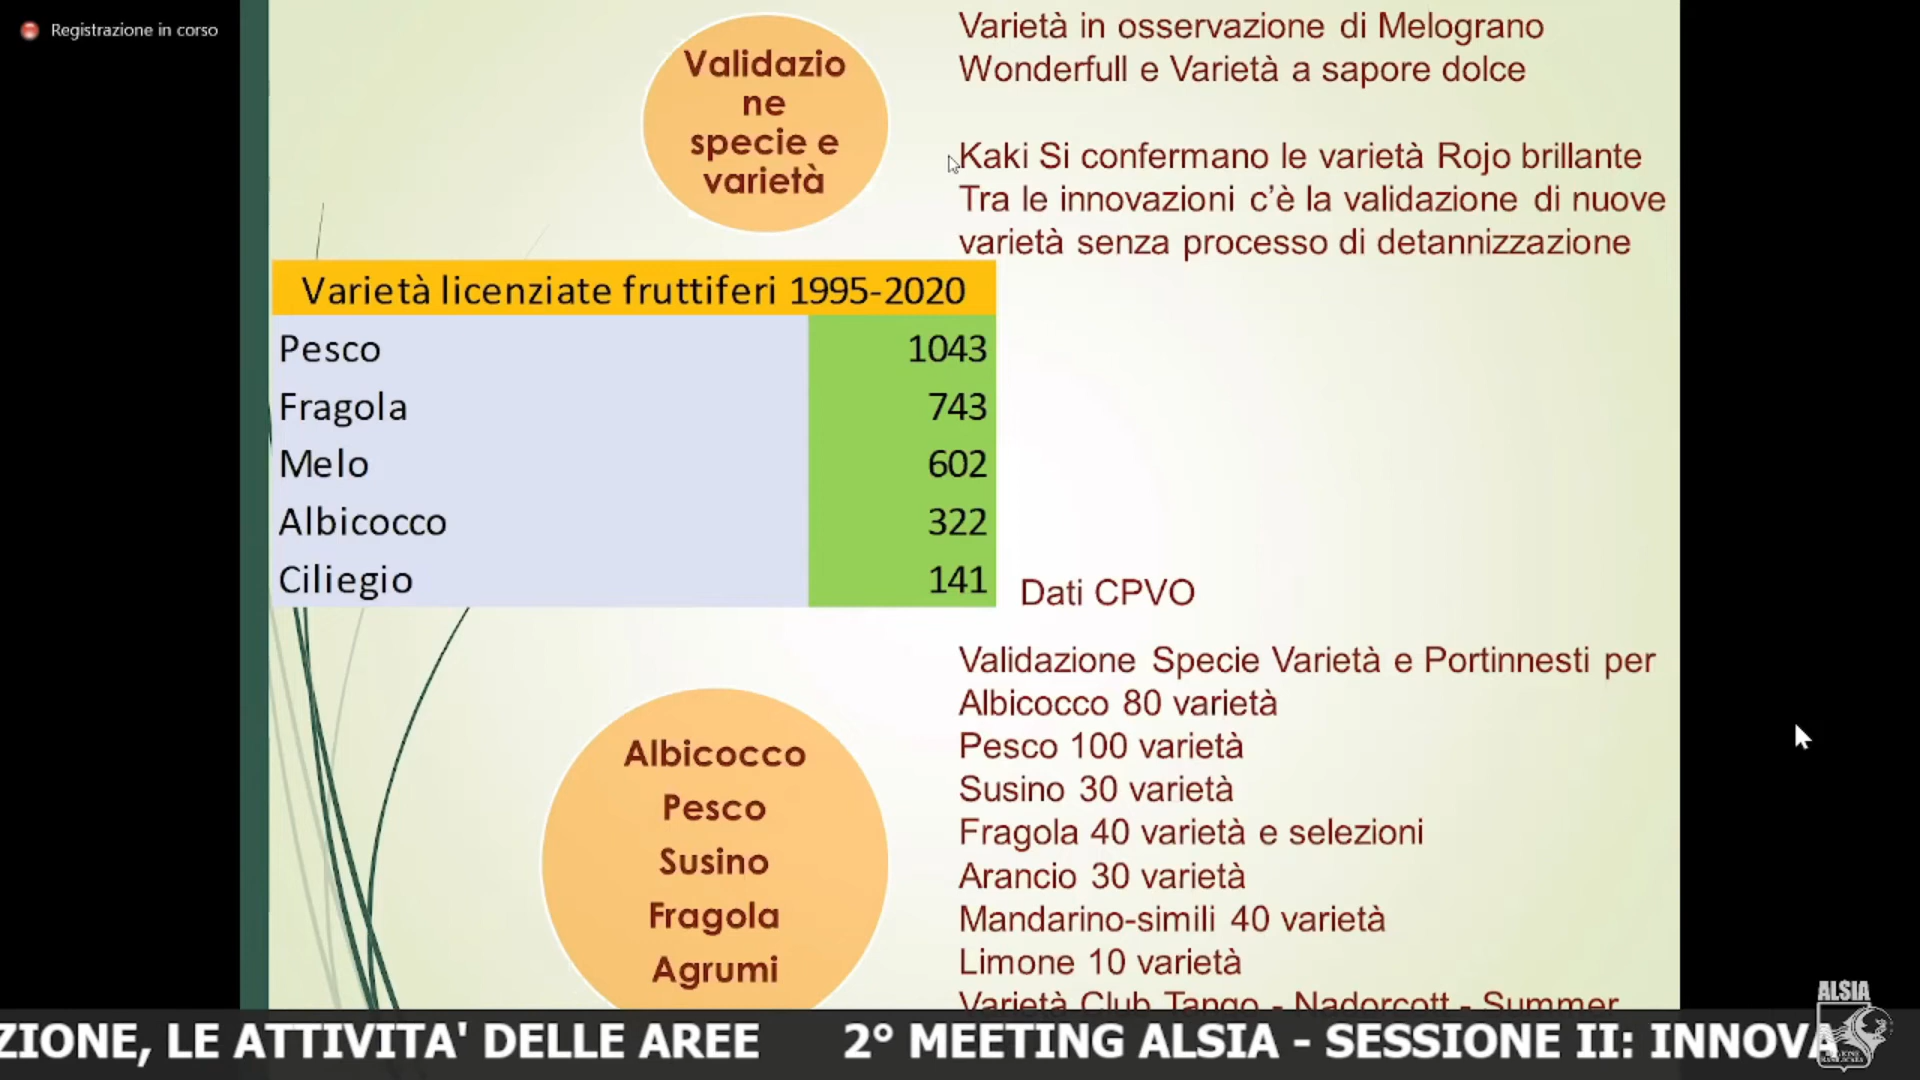 Registrazione in corso
Validazio
ne
specie e
varietà
Varietà in osservazione di Melograno
Wonderfull e Varietà a sapore dolce
Kaki Si confermano le varietà Rojo brillante
Tra le innovazioni c’è la validazione di nuove
varietà senza processo di detannizzazione
Varietà licenziate fruttiferi 1995-2020
Pesco 1043
Fragola 743
Melo 602
Albicocco 322
Ciliegio 141
Dati CPVO
Albicocco
Pesco
Susino
Fragola
Agrumi
Validazione Specie Varietà e Portinnesti per
Albicocco 80 varietà
Pesco 100 varietà
Susino 30 varietà
Fragola 40 varietà e selezioni
Arancio 30 varietà
Mandarino-simili 40 varietà
Limone 10 varietà
Varietà Club Tango - Nadorcott - Summer
ZIONE, LE ATTIVITA' DELLE AREE 2° MEETING ALSIA - SESSIONE II: INNOVA
ALSIA